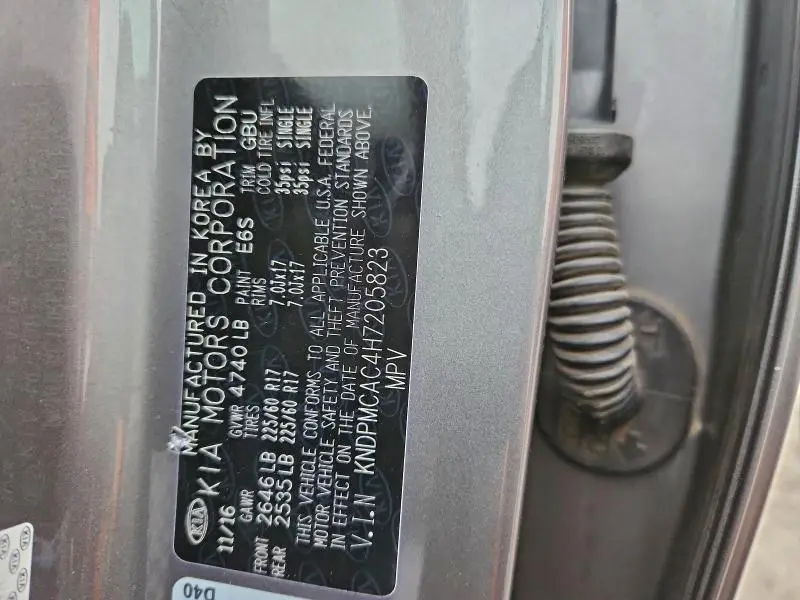 KIA MANUFACTURED IN KOREA BY
KIA MOTORS CORPORATION
11/16 GVWR 4740LB PAINT E6S TRIM GBU
GAWR TIRES RIMS COLD TIRE INFL
FRONT 2646LB 225/60 R17 7.0Jx17 35psi SINGLE
REAR 2535LB 225/60 R17 7.0Jx17 35psi SINGLE
THIS VEHICLE CONFORMS TO ALL APPLICABLE U.S.A. FEDERAL
MOTOR VEHICLE SAFETY AND THEFT PREVENTION STANDARDS
IN EFFECT ON THE DATE OF MANUFACTURE SHOWN ABOVE.
V.I.N KNDPMCAC4H7205823
MPV
D40